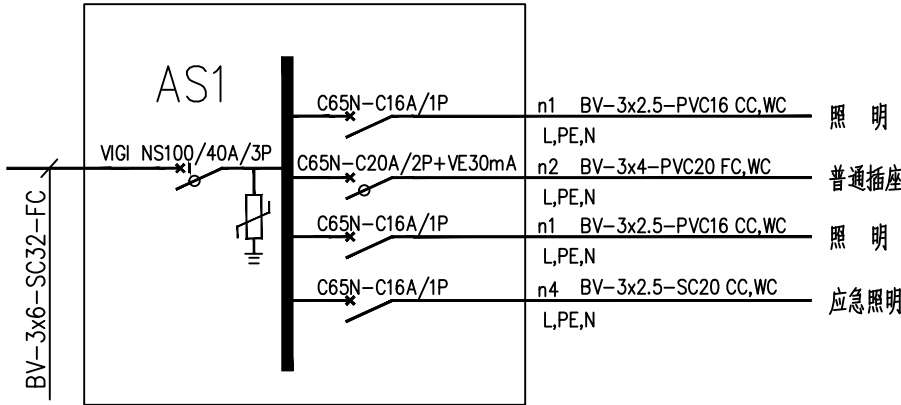 AS1
VIGI NS100/40A/3P
BV-3x6-SC32-FC
C65N-C16A/1P
n1 BV-3x2.5-PVC16 CC,WC
L,PE,N
照 明
C65N-C20A/2P+VE30mA
n2 BV-3x4-PVC20 FC,WC
L,PE,N
普通插座
C65N-C16A/1P
n1 BV-3x2.5-PVC16 CC,WC
L,PE,N
照 明
C65N-C16A/1P
n4 BV-3x2.5-SC20 CC,WC
L,PE,N
应急照明